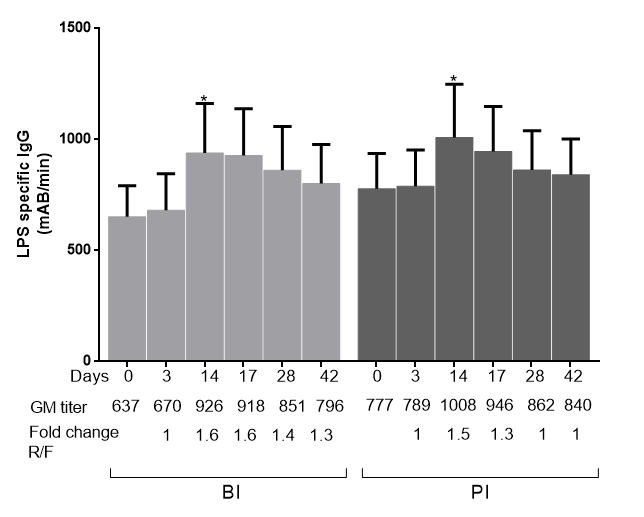 1500
1000
500
0
LPS specific IgG
(mAB/min)
*
*
Days 0 3 14 17 28 42 0 3 14 17 28 42
GM titer 637 670 926 918 851 796 777 789 1008 946 862 840
Fold change 1 1.6 1.6 1.4 1.3 1 1.5 1.3 1 1
R/F
BI PI